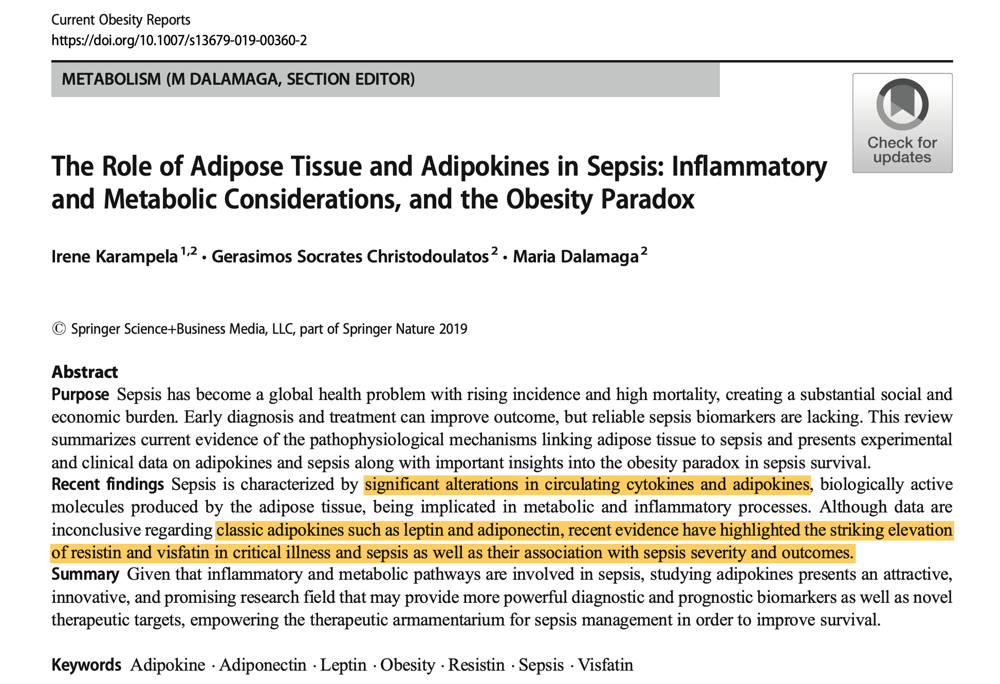 Current Obesity Reports
https://doi.org/10.1007/s13679-019-00360-2
METABOLISM (M DALAMAGA, SECTION EDITOR)
Check for
updates
The Role of Adipose Tissue and Adipokines in Sepsis: Inflammatory
and Metabolic Considerations, and the Obesity Paradox
Irene Karampela 1,2 · Gerasimos Socrates Christodoulatos 2 · Maria Dalamaga 2
© Springer Science+Business Media, LLC, part of Springer Nature 2019
Abstract
Purpose Sepsis has become a global health problem with rising incidence and high mortality, creating a substantial social and
economic burden. Early diagnosis and treatment can improve outcome, but reliable sepsis biomarkers are lacking. This review
summarizes current evidence of the pathophysiological mechanisms linking adipose tissue to sepsis and presents experimental
and clinical data on adipokines and sepsis along with important insights into the obesity paradox in sepsis survival.
Recent findings Sepsis is characterized by significant alterations in circulating cytokines and adipokines, biologically active
molecules produced by the adipose tissue, being implicated in metabolic and inflammatory processes. Although data are
inconclusive regarding classic adipokines such as leptin and adiponectin, recent evidence have highlighted the striking elevation
of resistin and visfatin in critical illness and sepsis as well as their association with sepsis severity and outcomes.
Summary Given that inflammatory and metabolic pathways are involved in sepsis, studying adipokines presents an attractive,
innovative, and promising research field that may provide more powerful diagnostic and prognostic biomarkers as well as novel
therapeutic targets, empowering the therapeutic armamentarium for sepsis management in order to improve survival.
Keywords Adipokine · Adiponectin · Leptin · Obesity · Resistin · Sepsis · Visfatin